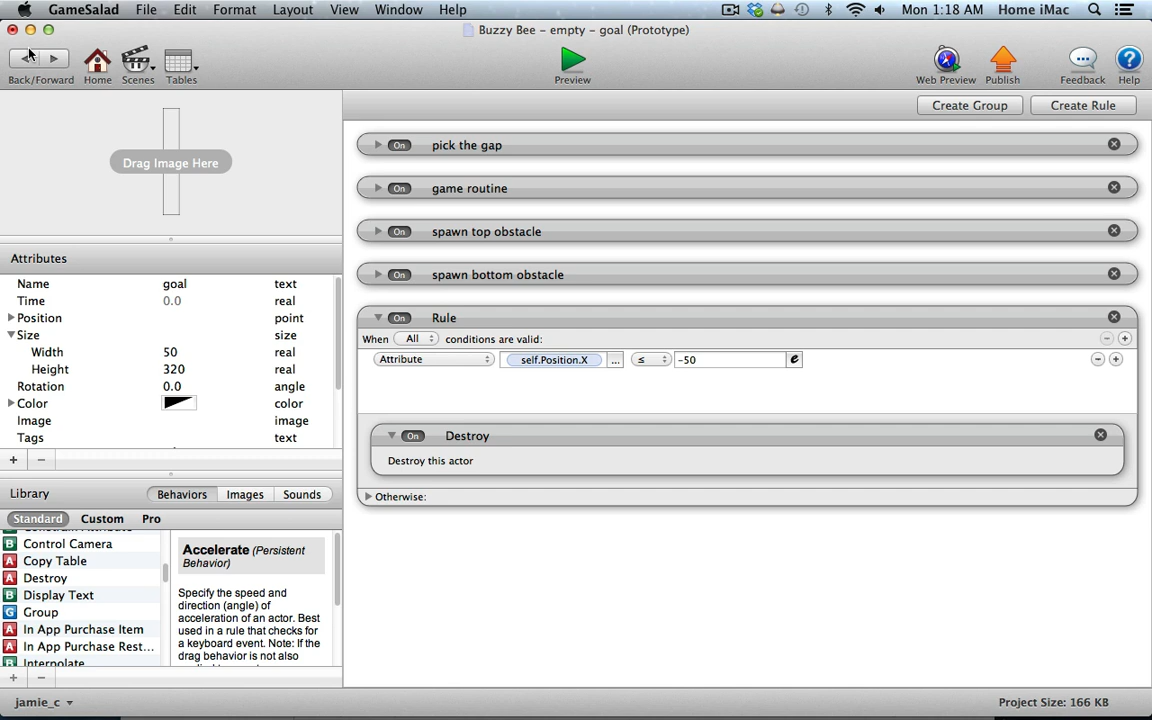 GameSalad File Edit Format Layout View Window Help Mon 1:18 AM Home iMac
Buzzy Bee – empty – goal (Prototype)
Back/Forward Home Scenes Tables Preview Web Preview Publish Feedback Help
Create Group Create Rule
Drag Image Here
On pick the gap
On game routine
On spawn top obstacle
On spawn bottom obstacle
On Rule
When All conditions are valid:
Attribute self.Position.X ... ≤ -50 e
On Destroy
Destroy this actor
Otherwise:
Attributes
Name goal text
Time 0.0 real
Position point
Size size
Width 50 real
Height 320 real
Rotation 0.0 angle
Color color
Image image
Tags text
Library Behaviors Images Sounds
Standard Custom Pro
Control Camera
Copy Table
Destroy
Display Text
Group
In App Purchase Item
In App Purchase Rest...
Interpolate
Accelerate (Persistent
Behavior)
Specify the speed and
direction (angle) of
acceleration of an actor. Best
used in a rule that checks for
a keyboard event. Note: If the
drag behavior is not also
jamie_c Project Size: 166 KB